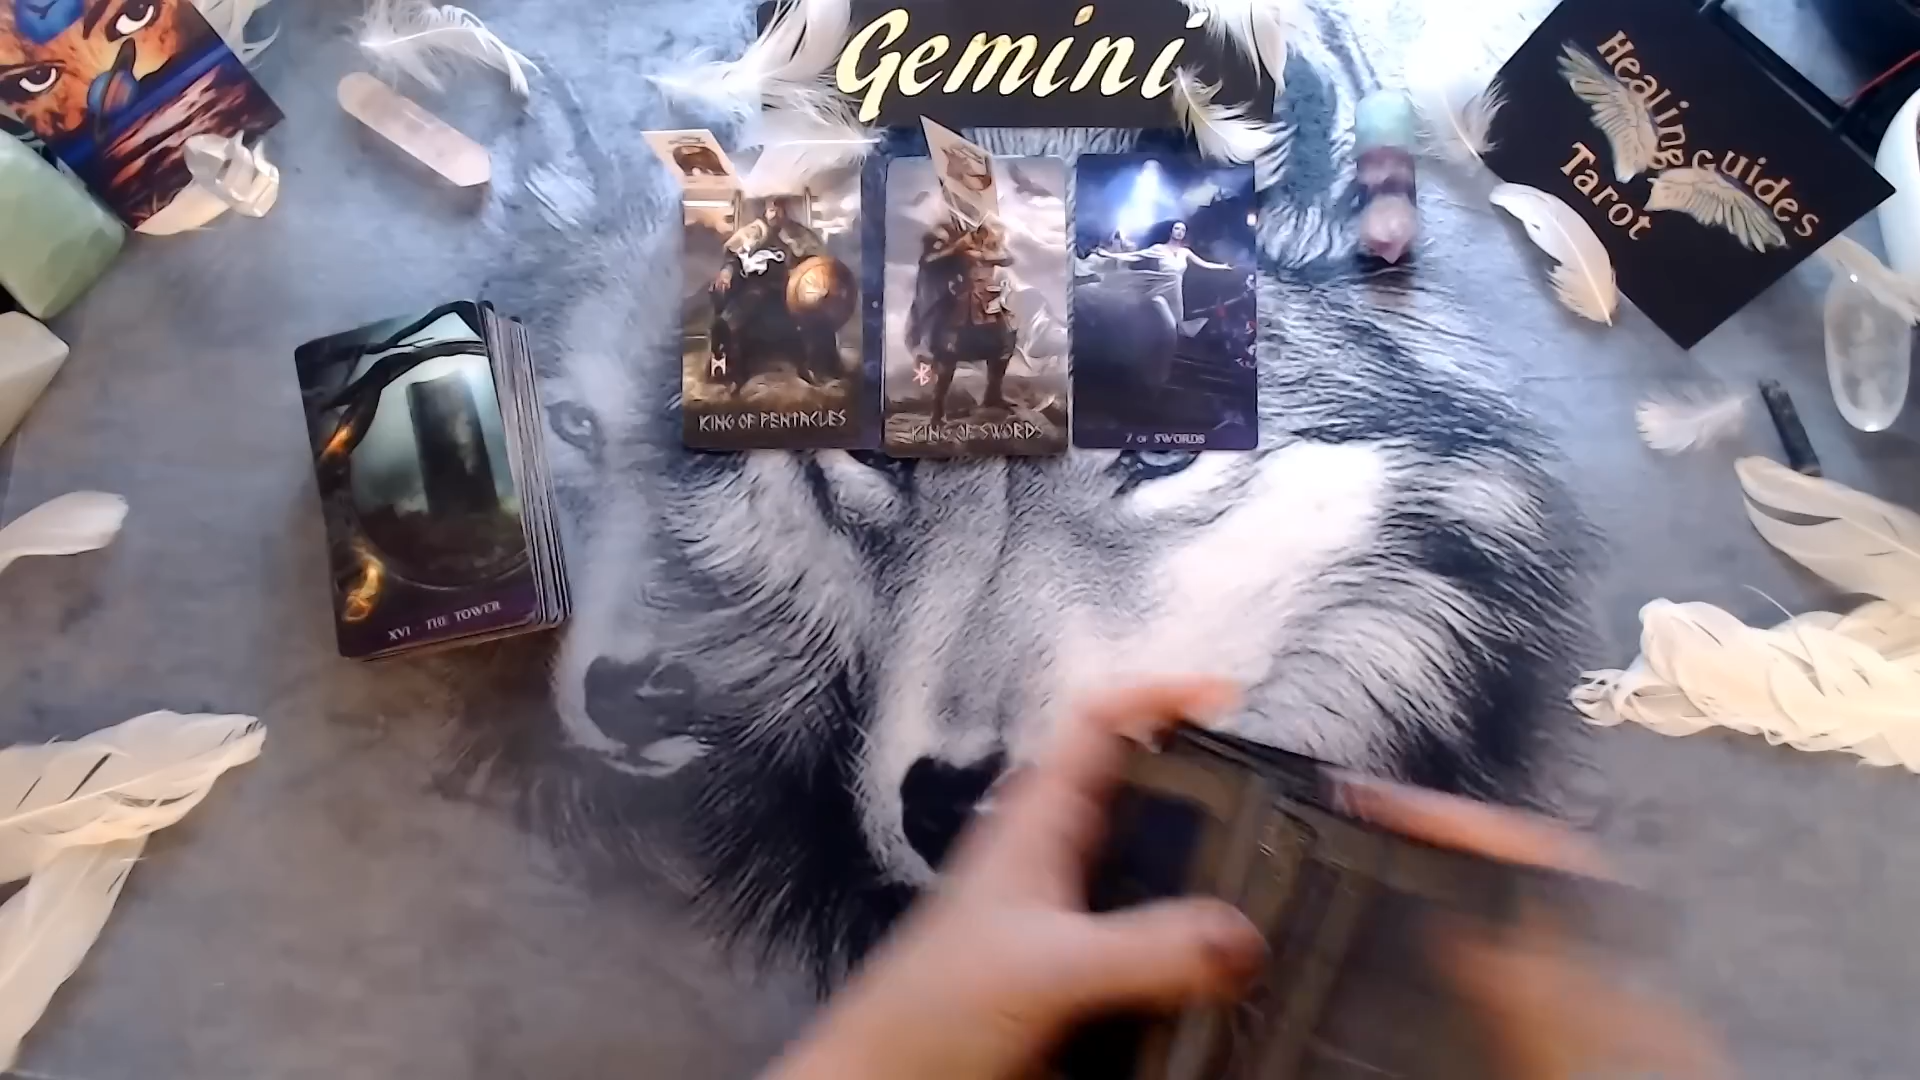 Gemini
Healing Guides
Tarot
KING OF PENTACLES
KING OF SWORDS
7 OF SWORDS
XVI - THE TOWER